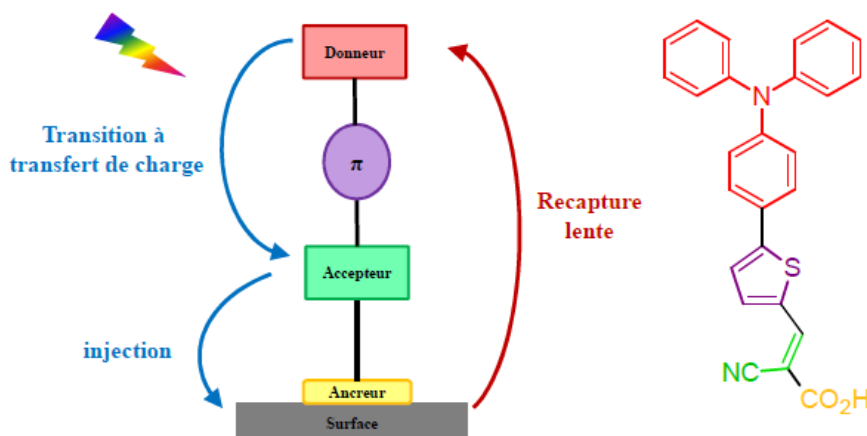 Donneur
Transition à
transfert de charge
π
Recapture
lente
Accepteur
injection
Ancreur
Surface
N
S
NC
CO₂H